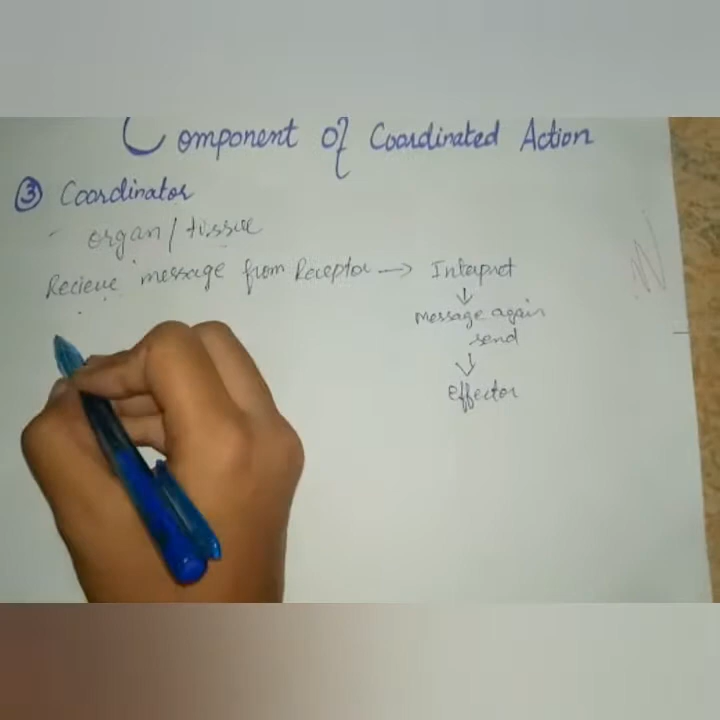 Component of Coordinated Action
③ Coordinator
- organ / tissue
Recieve message from Receptor → Interpret
↓
Message again
send
↓
Effector